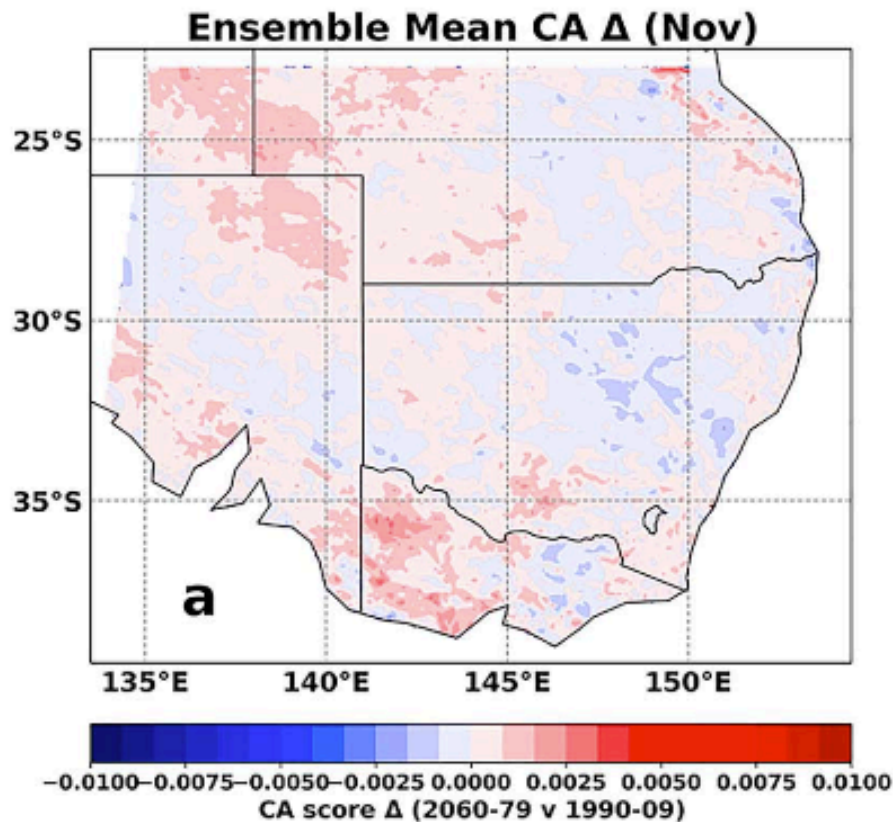 Ensemble Mean CA Δ (Nov)
25°S
30°S
35°S
a
135°E 140°E 145°E 150°E
−0.0100 −0.0075 −0.0050 −0.0025 0.0000 0.0025 0.0050 0.0075 0.0100
CA score Δ (2060-79 v 1990-09)